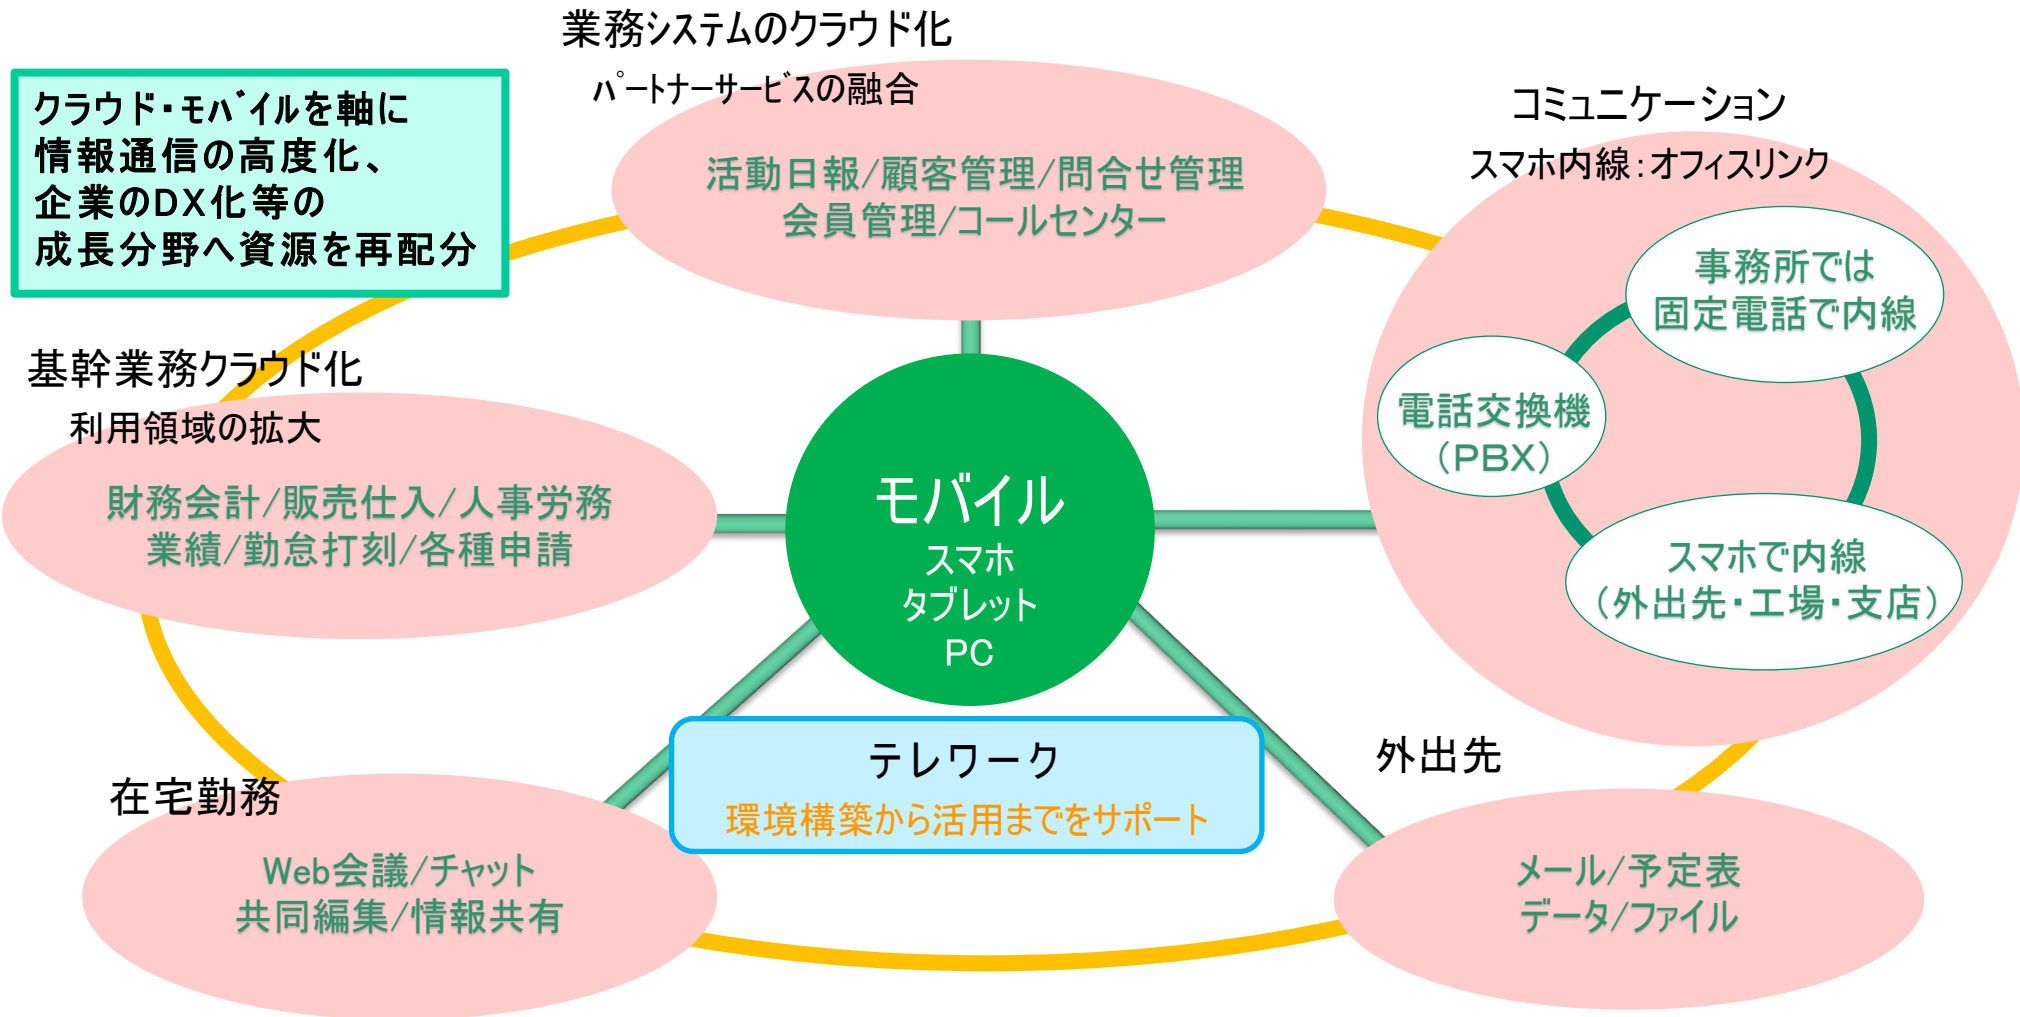 業務システムのクラウド化
パートナーサービスの融合
活動日報/顧客管理/問合せ管理
会員管理/コールセンター
クラウド・モバイルを軸に
情報通信の高度化、
企業のDX化等の
成長分野へ資源を再配分
コミュニケーション
スマホ内線：オフィスリンク
事務所では
固定電話で内線
電話交換機
（PBX）
スマホで内線
（外出先・工場・支店）
基幹業務クラウド化
利用領域の拡大
財務会計/販売仕入/人事労務
業績/勤怠打刻/各種申請
モバイル
スマホ
タブレット
PC
テレワーク
環境構築から活用までをサポート
在宅勤務
Web会議/チャット
共同編集/情報共有
外出先
メール/予定表
データ/ファイル